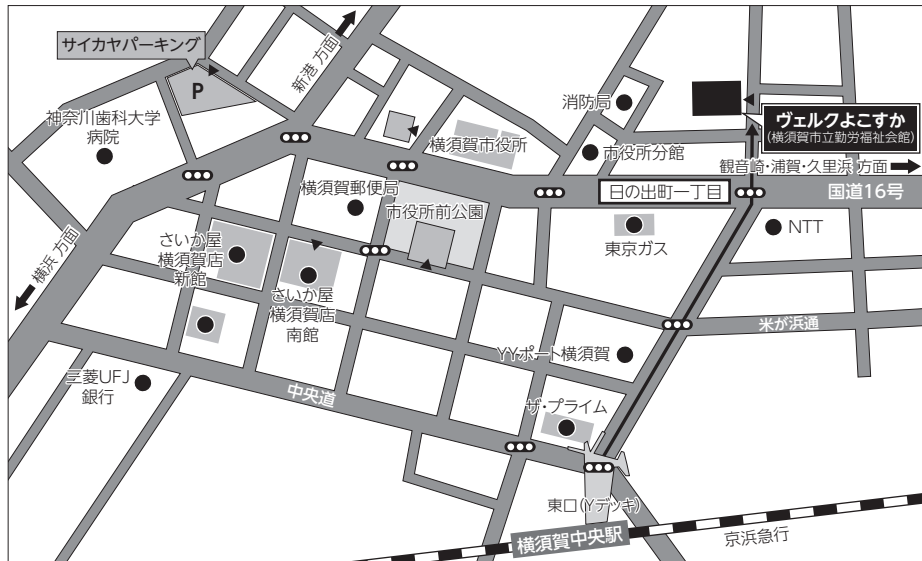 サイカヤパーキング
P
新港 方面
神奈川歯科大学
病院
消防局
横須賀市役所
市役所分館
ヴェルクよこすか
(横須賀市立勤労福祉会館)
観音崎・浦賀・久里浜 方面
国道16号
日の出町一丁目
横須賀郵便局
市役所前公園
東京ガス
NTT
横浜 方面
さいか屋
横須賀店
新館
さいか屋
横須賀店
南館
米が浜通
YYポート横須賀
三菱UFJ
銀行
中央道
ザ・プライム
東口(Yデッキ)
横須賀中央駅
京浜急行